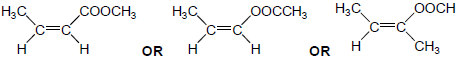 H₃C COOCH₃ H₃C OOCCH₃ H₃C OOCH
C=C C=C C=C
H H OR H H OR H CH₃